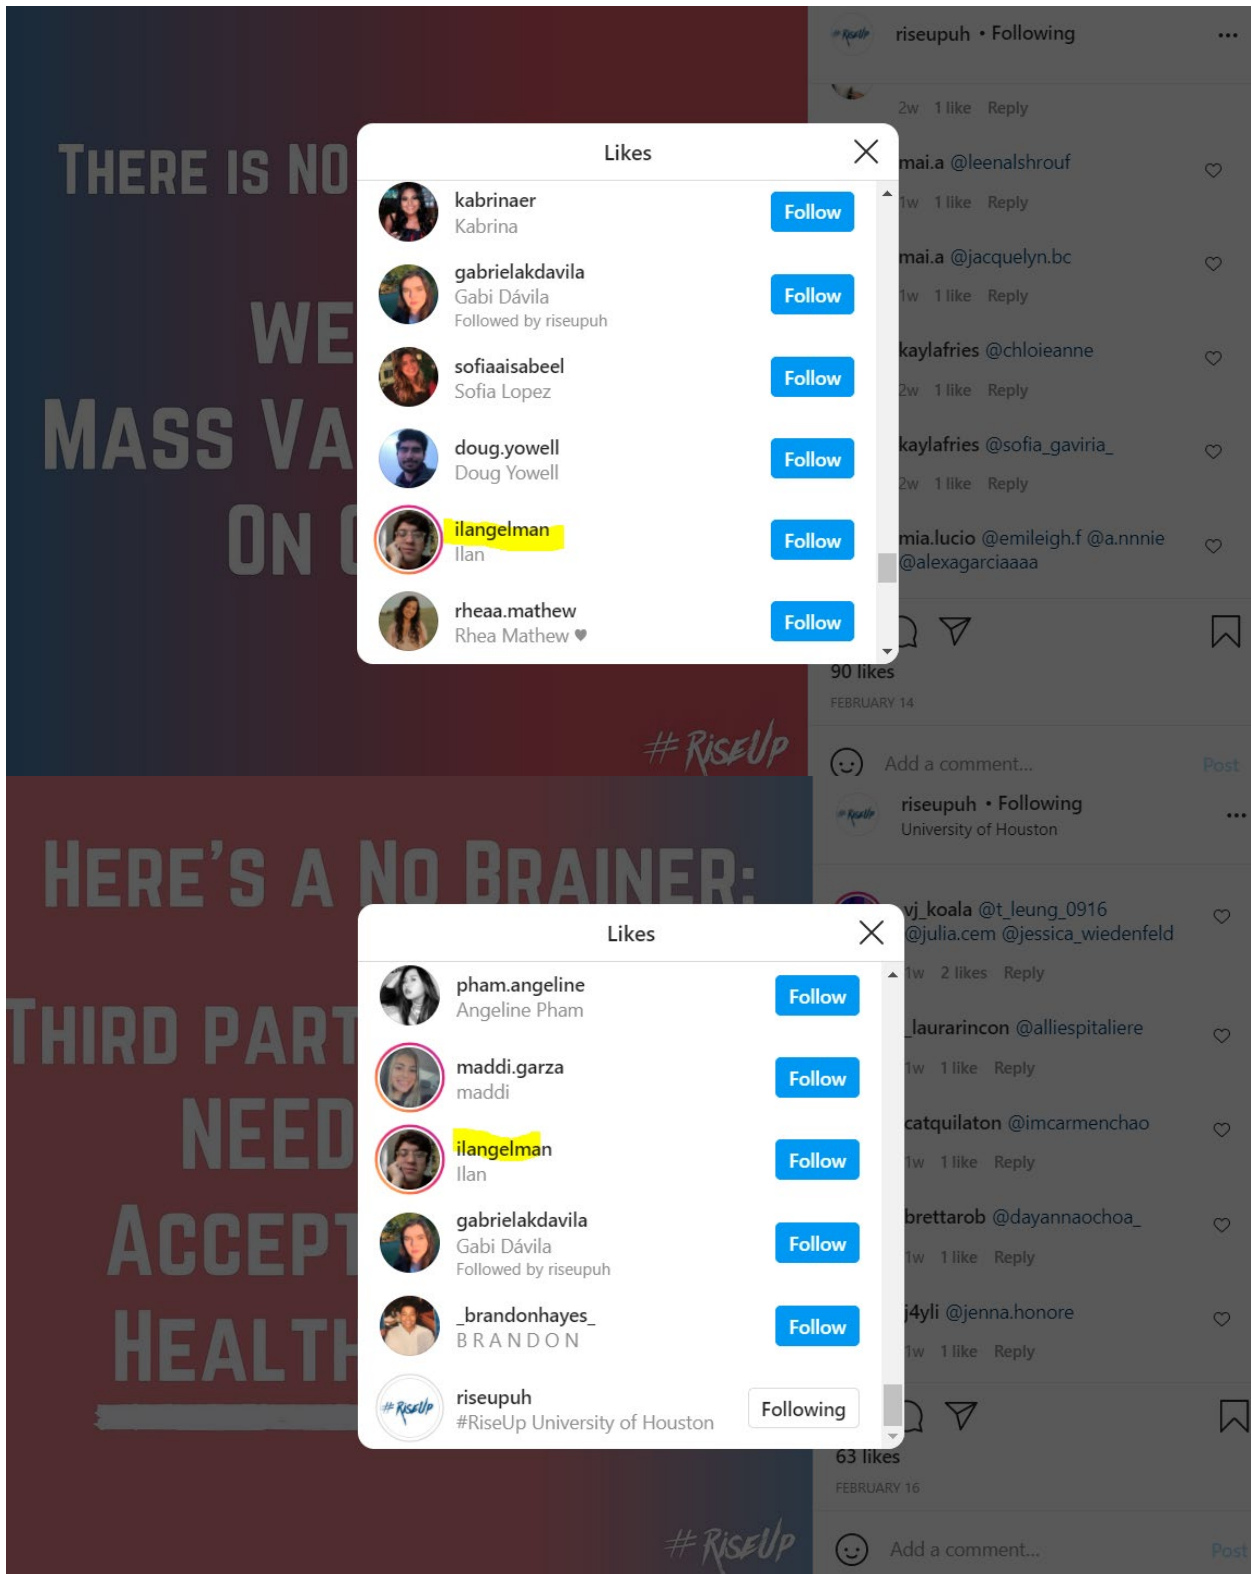 THERE IS NO
WE
MASS VA
ON
#RiseUp
riseupuh • Following
2w 1 like Reply
mai.a @leenalshrouf
1w 1 like Reply
mai.a @jacquelyn.bc
1w 1 like Reply
kaylafries @chloieanne
2w 1 like Reply
kaylafries @sofia_gaviria_
2w 1 like Reply
mia.lucio @emileigh.f @a.nnnie
@alexagarciaaaa
90 likes
FEBRUARY 14
Add a comment...
Post
Likes
kabrinaer
Kabrina
Follow
gabrielakdavila
Gabi Dávila
Followed by riseupuh
Follow
sofiaaisabeel
Sofia Lopez
Follow
doug.yowell
Doug Yowell
Follow
ilangelman
Ilan
Follow
rheaa.mathew
Rhea Mathew ♥
Follow
#RiseUp
HERE'S A NO BRAINER:
THIRD PART
NEED
ACCEPT
HEALTH
#RiseUp
#RiseUp
riseupuh • Following
University of Houston
vj_koala @t_leung_0916
@julia.cem @jessica_wiedenfeld
1w 2 likes Reply
_laurarincon @alliespitaliere
1w 1 like Reply
catquilaton @imcarmenchao
1w 1 like Reply
brettarob @dayannaochoa_
1w 1 like Reply
j4yli @jenna.honore
1w 1 like Reply
63 likes
FEBRUARY 16
Add a comment...
Post
Likes
pham.angeline
Angeline Pham
Follow
maddi.garza
maddi
Follow
ilangelman
Ilan
Follow
gabrielakdavila
Gabi Dávila
Followed by riseupuh
Follow
_brandonhayes_
B R A N D O N
Follow
#RiseUp
riseupuh
#RiseUp University of Houston
Following